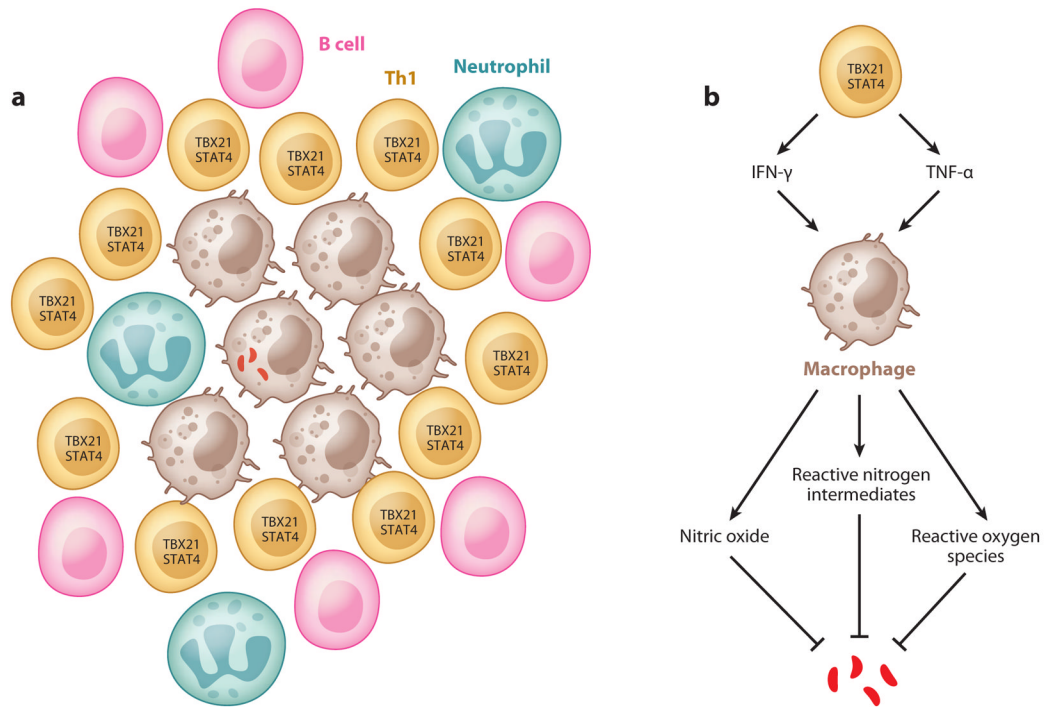 a
B cell
Th1
Neutrophil
TBX21
STAT4
TBX21
STAT4
TBX21
STAT4
TBX21
STAT4
TBX21
STAT4
TBX21
STAT4
TBX21
STAT4
TBX21
STAT4
TBX21
STAT4
TBX21
STAT4
TBX21
STAT4
TBX21
STAT4
b
TBX21
STAT4
IFN-γ
TNF-α
Macrophage
Reactive nitrogen
intermediates
Nitric oxide
Reactive oxygen
species